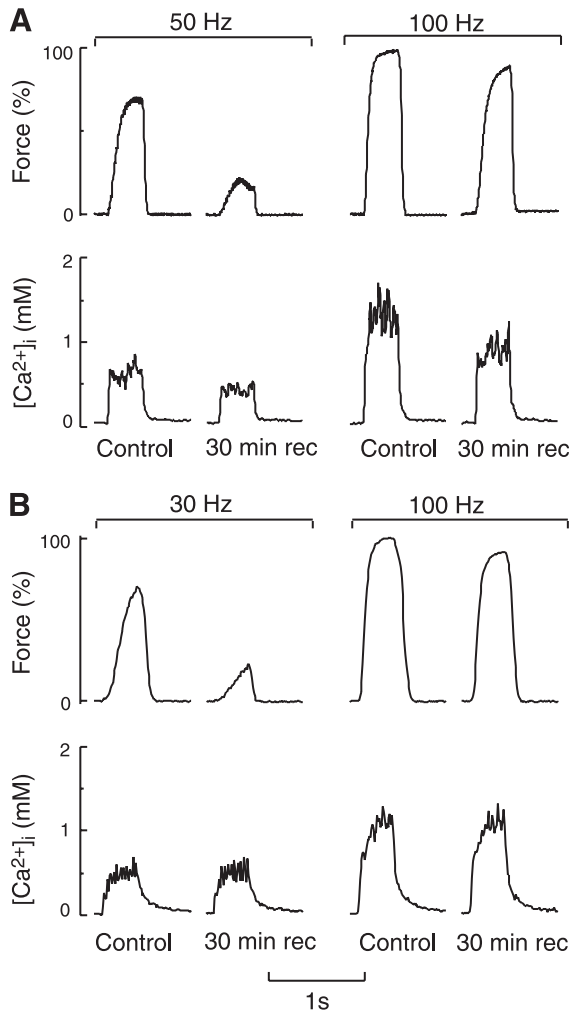 A
50 Hz
100 Hz
100
Force (%)
0
2
[Ca²⁺]ᵢ (mM)
1
0
Control
30 min rec
Control
30 min rec
B
30 Hz
100 Hz
100
Force (%)
0
2
[Ca²⁺]ᵢ (mM)
1
0
Control
30 min rec
Control
30 min rec
1s